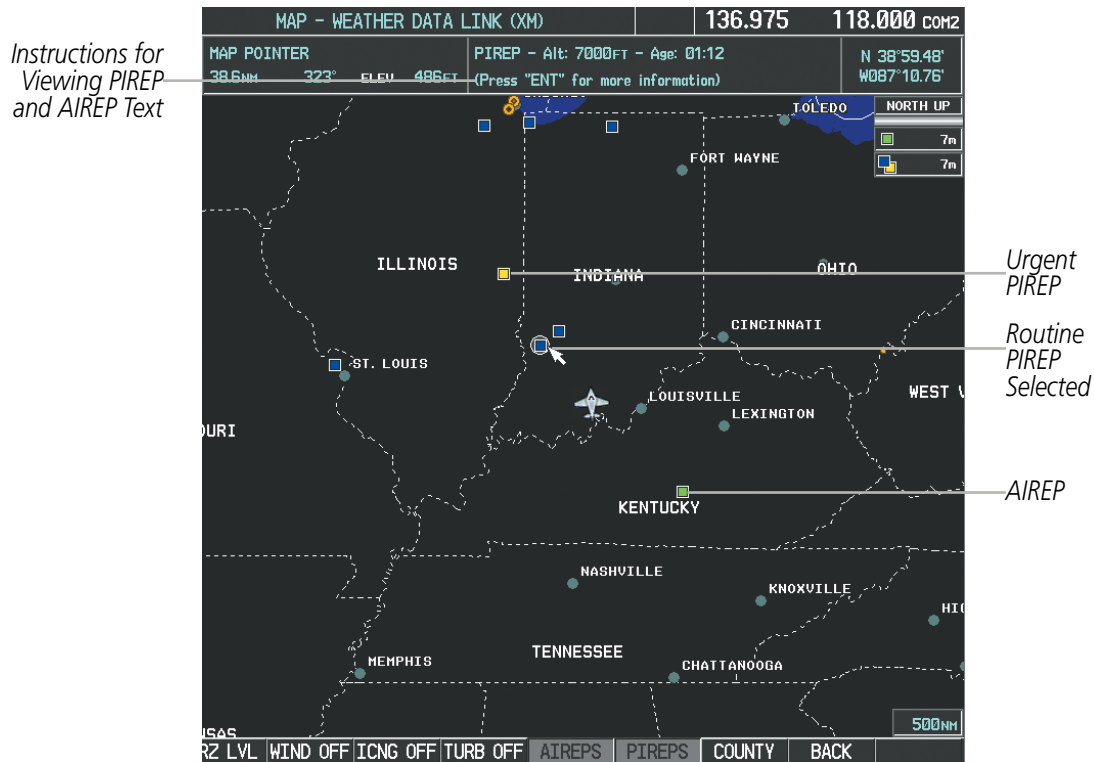 MAP - WEATHER DATA LINK (XM)
136.975
118.000 COM2
Instructions for
Viewing PIREP
and AIREP Text
MAP POINTER
38.6NM 323° ELEV 486FT
PIREP - Alt: 7000FT - Age: 01:12
(Press "ENT" for more information)
N 38°59.48'
W087°10.76'
TOLEDO
NORTH UP
7m
7m
FORT WAYNE
ILLINOIS
INDIANA
OHIO
Urgent
PIREP
CINCINNATI
Routine
PIREP
Selected
ST. LOUIS
LOUISVILLE
WEST V
LEXINGTON
OURI
AIREP
KENTUCKY
NASHVILLE
KNOXVILLE
HIC
TENNESSEE
MEMPHIS
CHATTANOOGA
500NM
NSAS
RZ LVL WIND OFF ICNG OFF TURB OFF AIREPS PIREPS COUNTY BACK